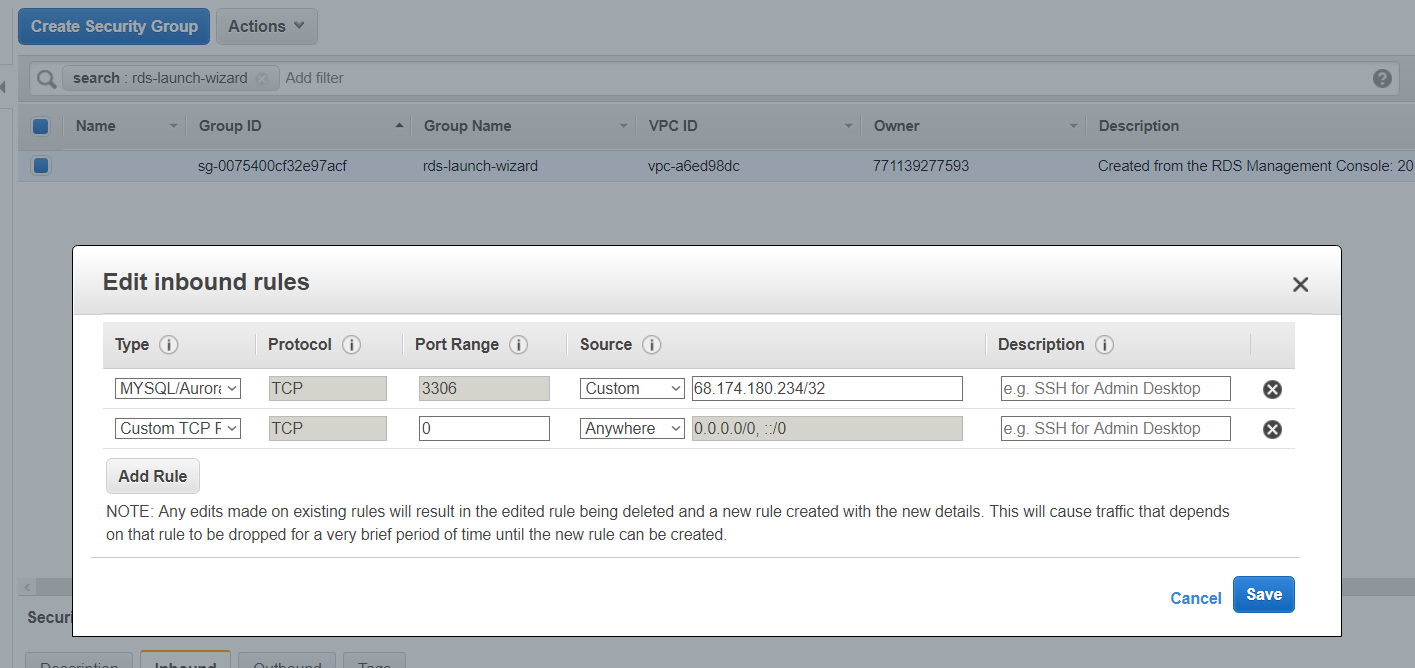 Create Security Group Actions
search : rds-launch-wizard Add filter
Name Group ID Group Name VPC ID Owner Description
sg-0075400cf32e97acf rds-launch-wizard vpc-a6ed98dc 771139277593 Created from the RDS Management Console: 20
Edit inbound rules
Type Protocol Port Range Source Description
MYSQL/Aurora TCP 3306 Custom 68.174.180.234/32 e.g. SSH for Admin Desktop
Custom TCP F TCP 0 Anywhere 0.0.0.0/0, ::/0 e.g. SSH for Admin Desktop
Add Rule
NOTE: Any edits made on existing rules will result in the edited rule being deleted and a new rule created with the new details. This will cause traffic that depends
on that rule to be dropped for a very brief period of time until the new rule can be created.
Cancel Save
Securi
Description Inbound Outbound Tags